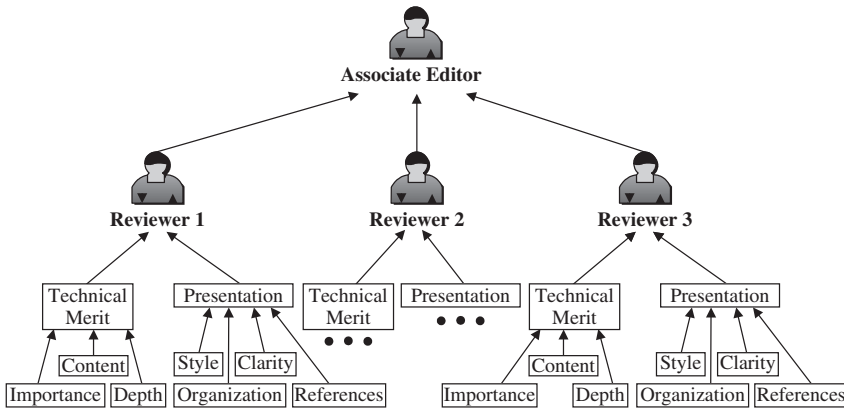 Associate Editor
Reviewer 1
Reviewer 2
Reviewer 3
Technical
Merit
Presentation
Technical
Merit
Presentation
Technical
Merit
Presentation
Content
Style
Clarity
Content
Style
Clarity
Importance
Depth
Organization
References
Importance
Depth
Organization
References